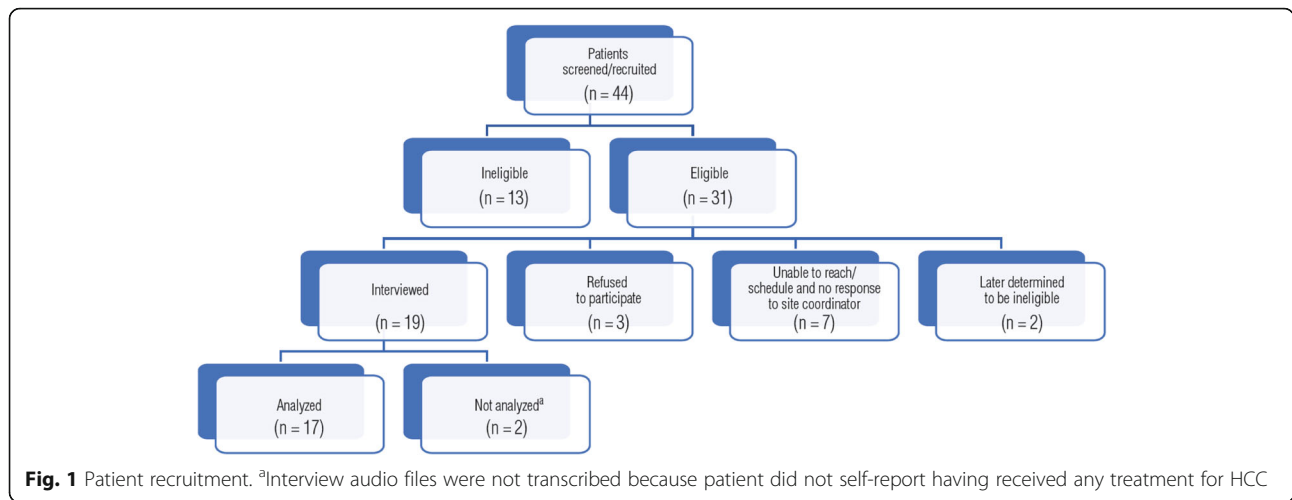 Patients
screened/recruited
(n = 44)
Ineligible
(n = 13)
Eligible
(n = 31)
Interviewed
(n = 19)
Refused
to participate
(n = 3)
Unable to reach/
schedule and no response
to site coordinator
(n = 7)
Later determined
to be ineligible
(n = 2)
Analyzed
(n = 17)
Not analyzedᵃ
(n = 2)
Fig. 1 Patient recruitment. ᵃInterview audio files were not transcribed because patient did not self-report having received any treatment for HCC